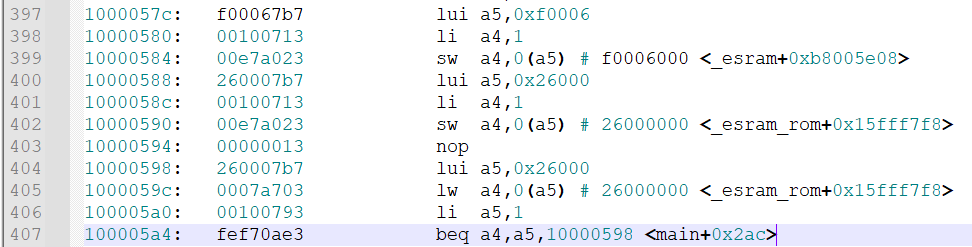 397 1000057c: f00067b7 lui a5,0xf0006
398 10000580: 00100713 li a4,1
399 10000584: 00e7a023 sw a4,0(a5) # f0006000 <_esram+0xb8005e08>
400 10000588: 260007b7 lui a5,0x26000
401 1000058c: 00100713 li a4,1
402 10000590: 00e7a023 sw a4,0(a5) # 26000000 <_esram_rom+0x15fff7f8>
403 10000594: 00000013 nop
404 10000598: 260007b7 lui a5,0x26000
405 1000059c: 0007a703 lw a4,0(a5) # 26000000 <_esram_rom+0x15fff7f8>
406 100005a0: 00100793 li a5,1
407 100005a4: fef70ae3 beq a4,a5,10000598 <main+0x2ac>